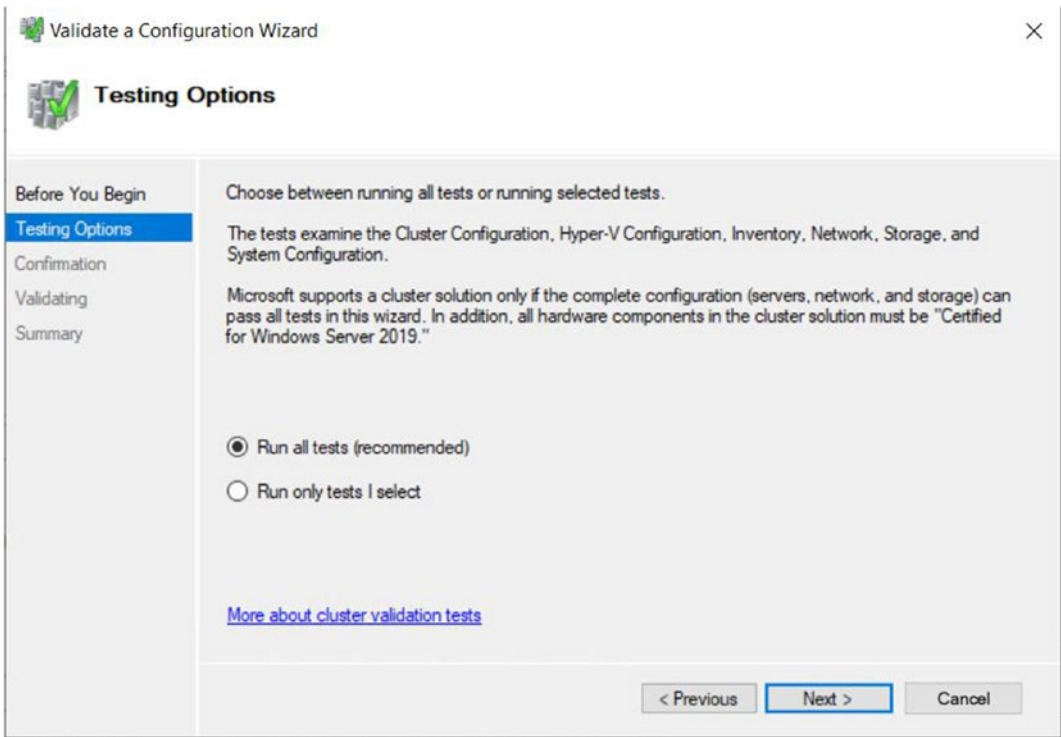 Validate a Configuration Wizard
Testing Options
Before You Begin
Testing Options
Confirmation
Validating
Summary
Choose between running all tests or running selected tests.
The tests examine the Cluster Configuration, Hyper-V Configuration, Inventory, Network, Storage, and
System Configuration.
Microsoft supports a cluster solution only if the complete configuration (servers, network, and storage) can
pass all tests in this wizard. In addition, all hardware components in the cluster solution must be "Certified
for Windows Server 2019."
Run all tests (recommended)
Run only tests I select
More about cluster validation tests
< Previous
Next >
Cancel